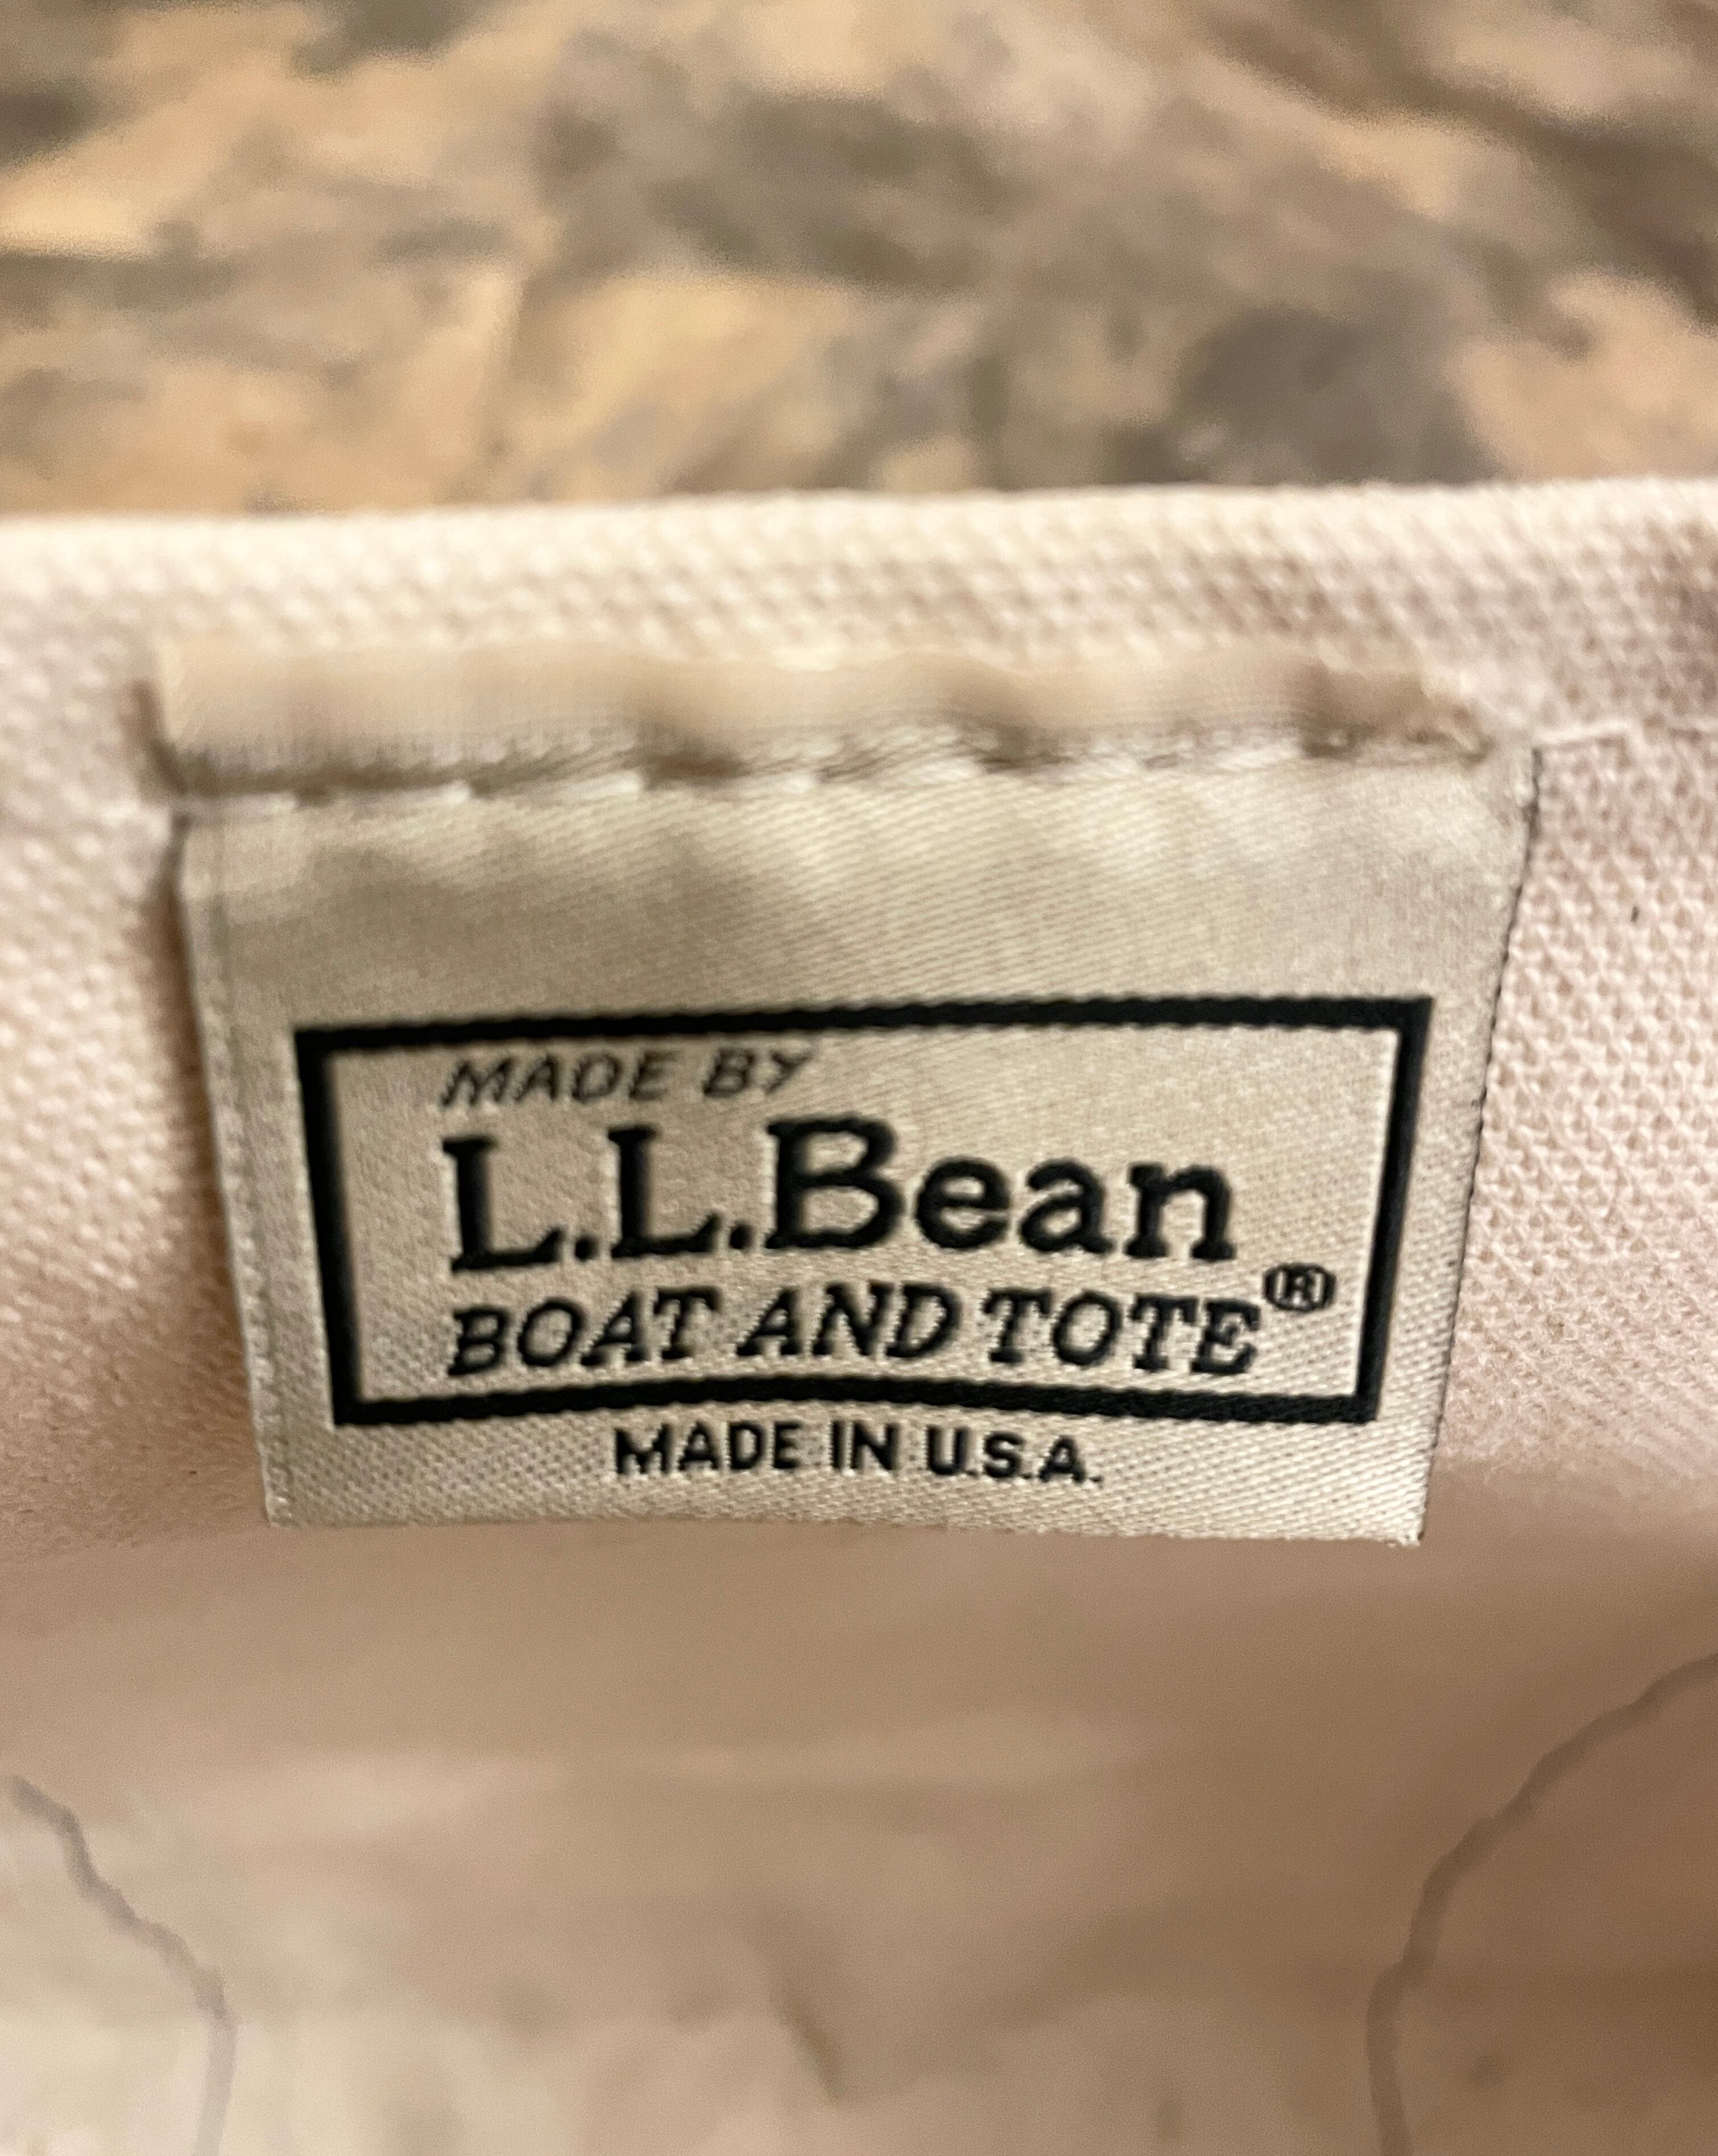 MADE BY
L.L.Bean
BOAT AND TOTE®
MADE IN U.S.A.